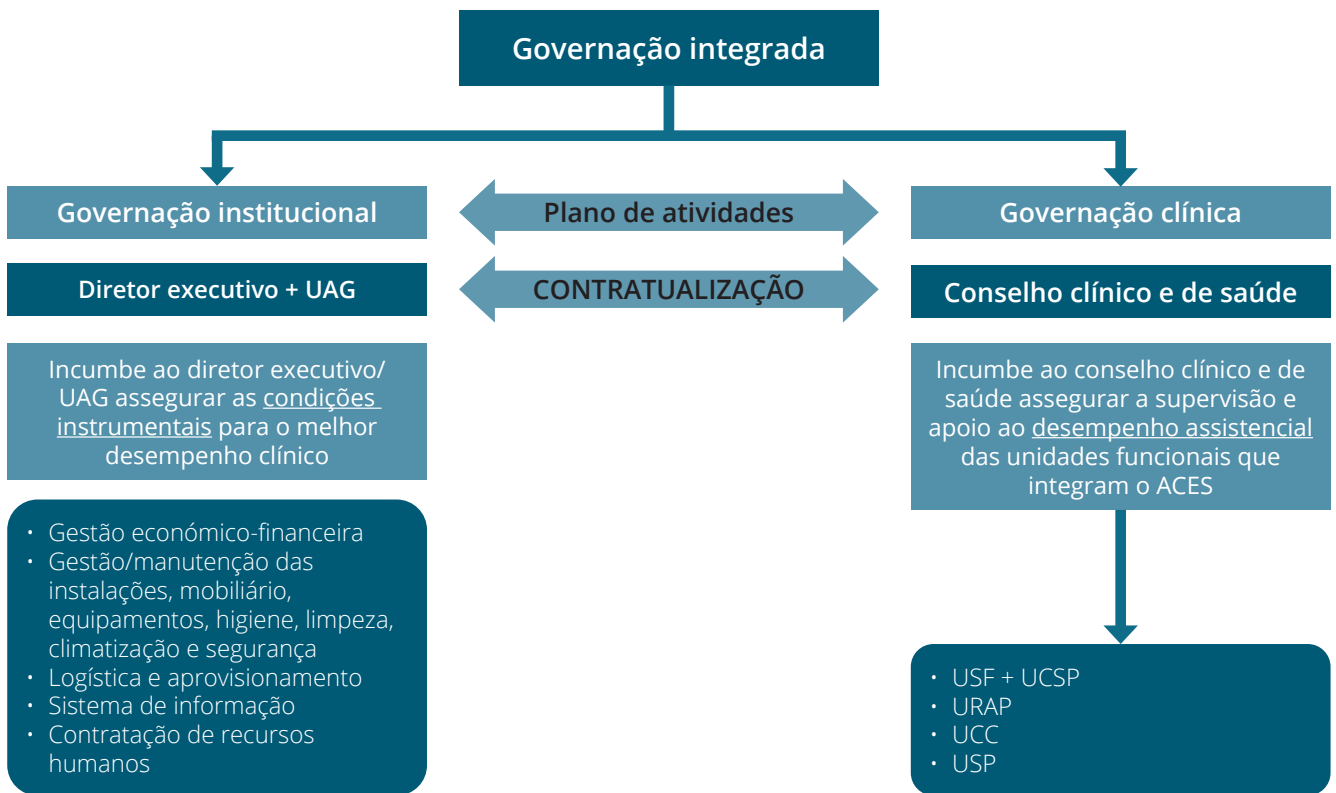 Governação integrada
Governação institucional
Plano de atividades
Governação clínica
Diretor executivo + UAG
CONTRATUALIZAÇÃO
Conselho clínico e de saúde
Incumbe ao diretor executivo/
UAG assegurar as condições
instrumentais para o melhor
desempenho clínico
Incumbe ao conselho clínico e de
saúde assegurar a supervisão e
apoio ao desempenho assistencial
das unidades funcionais que
integram o ACES
• Gestão económico-financeira
• Gestão/manutenção das
instalações, mobiliário,
equipamentos, higiene, limpeza,
climatização e segurança
• Logística e aprovisionamento
• Sistema de informação
• Contratação de recursos
humanos
• USF + UCSP
• URAP
• UCC
• USP